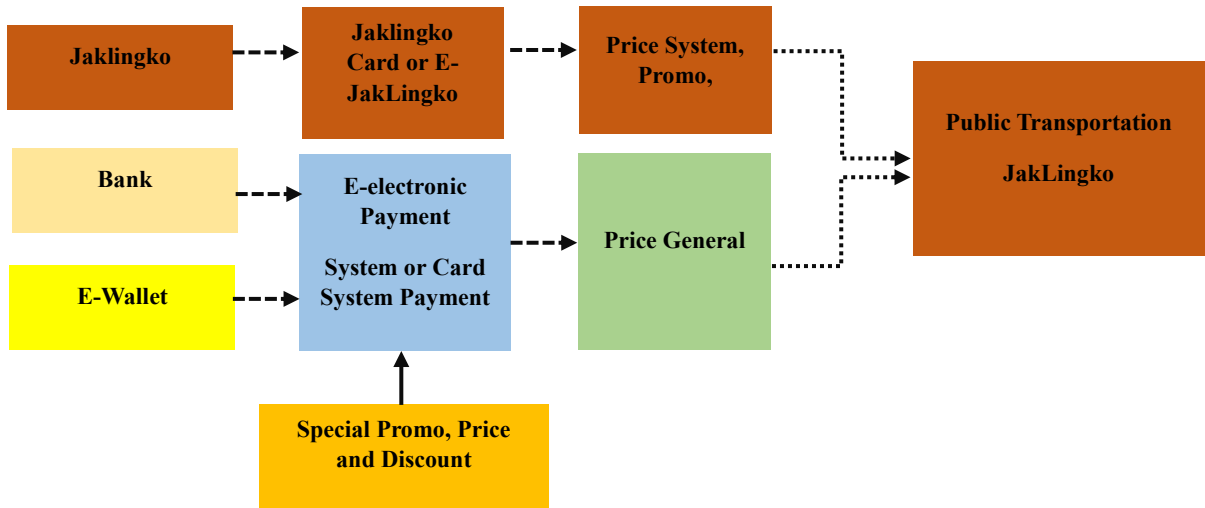 Jaklingko
Jaklingko
Card or E-
JakLingko
Price System,
Promo,
Public Transportation
JakLingko
Bank
E-electronic
Payment
System or Card
System Payment
Price General
E-Wallet
Special Promo, Price
and Discount